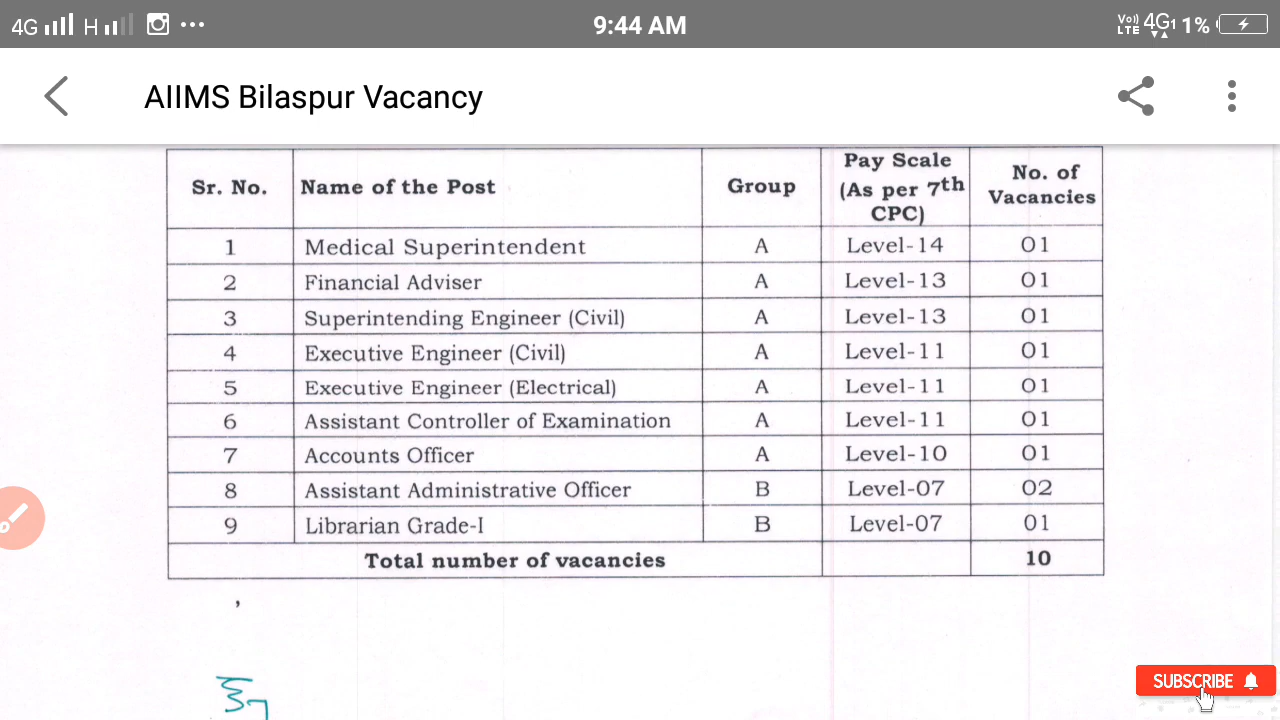 4G H 9:44 AM Vo)) LTE 4G1 1%
AIIMS Bilaspur Vacancy
Sr. No. Name of the Post Group Pay Scale (As per 7th CPC) No. of Vacancies
1 Medical Superintendent A Level-14 01
2 Financial Adviser A Level-13 01
3 Superintending Engineer (Civil) A Level-13 01
4 Executive Engineer (Civil) A Level-11 01
5 Executive Engineer (Electrical) A Level-11 01
6 Assistant Controller of Examination A Level-11 01
7 Accounts Officer A Level-10 01
8 Assistant Administrative Officer B Level-07 02
9 Librarian Grade-I B Level-07 01
Total number of vacancies 10
SUBSCRIBE